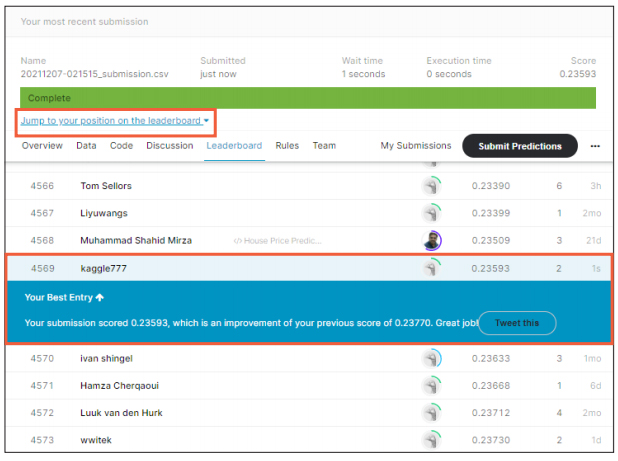 Your most recent submission
Name Submitted Wait time Execution time Score
20211207-021515_submission.csv just now 1 seconds 0 seconds 0.23593
Complete
Jump to your position on the leaderboard
Overview Data Code Discussion Leaderboard Rules Team My Submissions Submit Predictions ...
4566 Tom Sellors 0.23390 6 3h
4567 Liyuwangs 0.23399 1 2mo
4568 Muhammad Shahid Mirza </> House Price Predic... 0.23509 3 21d
4569 kaggle777 0.23593 2 1s
Your Best Entry
Your submission scored 0.23593, which is an improvement of your previous score of 0.23770. Great job! Tweet this
4570 ivan shingel 0.23633 3 1mo
4571 Hamza Cherqaoui 0.23668 1 6d
4572 Luuk van den Hurk 0.23712 4 2mo
4573 wwitek 0.23730 2 1d